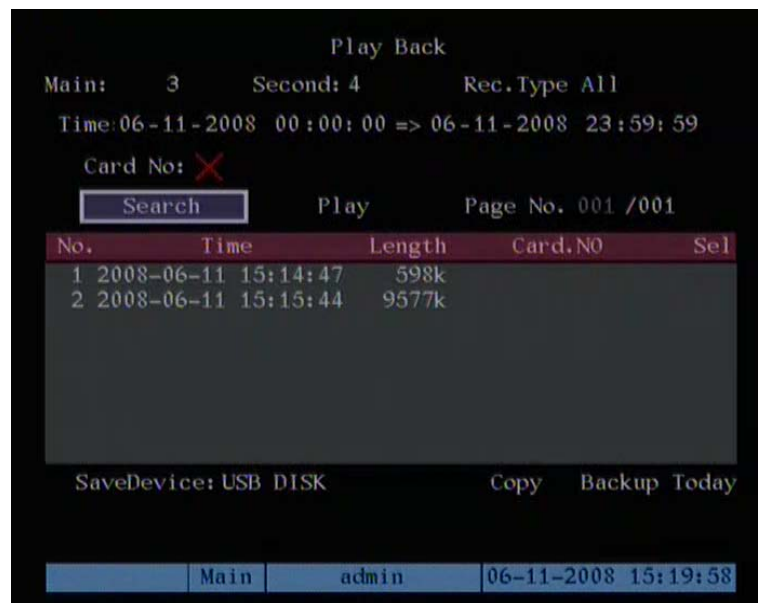 Play Back
Main: 3 Second: 4 Rec.Type All
Time:06-11-2008 00:00:00 => 06-11-2008 23:59:59
Card No:
Search Play Page No. 001 /001
No. Time Length Card.NO Sel
1 2008-06-11 15:14:47 598k
2 2008-06-11 15:15:44 9577k
SaveDevice: USB DISK Copy Backup Today
Main admin 06-11-2008 15:19:58